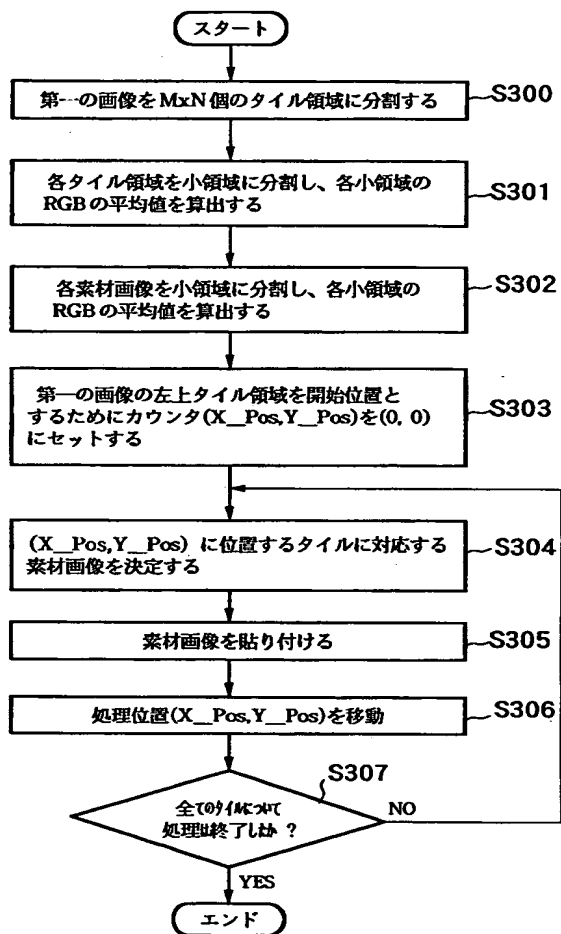 スタート
第一の画像をMxN個のタイル領域に分割する
S300
各タイル領域を小領域に分割し、各小領域の
RGBの平均値を算出する
S301
各素材画像を小領域に分割し、各小領域の
RGBの平均値を算出する
S302
第一の画像の左上タイル領域を開始位置と
するためにカウンタ(X__Pos,Y__Pos)を(0, 0)
にセットする
S303
(X__Pos,Y__Pos) に位置するタイルに対応する
素材画像を決定する
S304
素材画像を貼り付ける
S305
処理位置(X__Pos,Y__Pos)を移動
S306
S307
全てのタイルについて
処理は終了したか ?
NO
YES
エンド